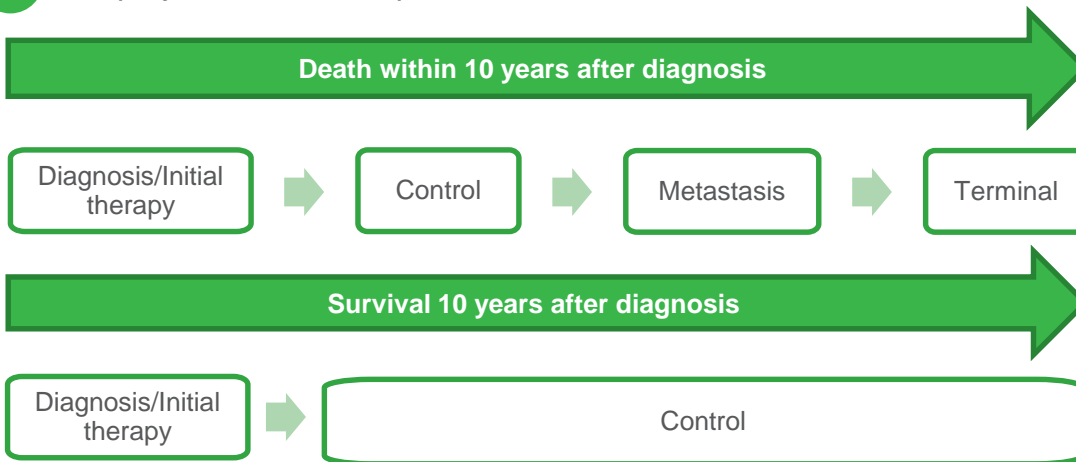 Death within 10 years after diagnosis
Diagnosis/Initial
therapy
Control
Metastasis
Terminal
Survival 10 years after diagnosis
Diagnosis/Initial
therapy
Control